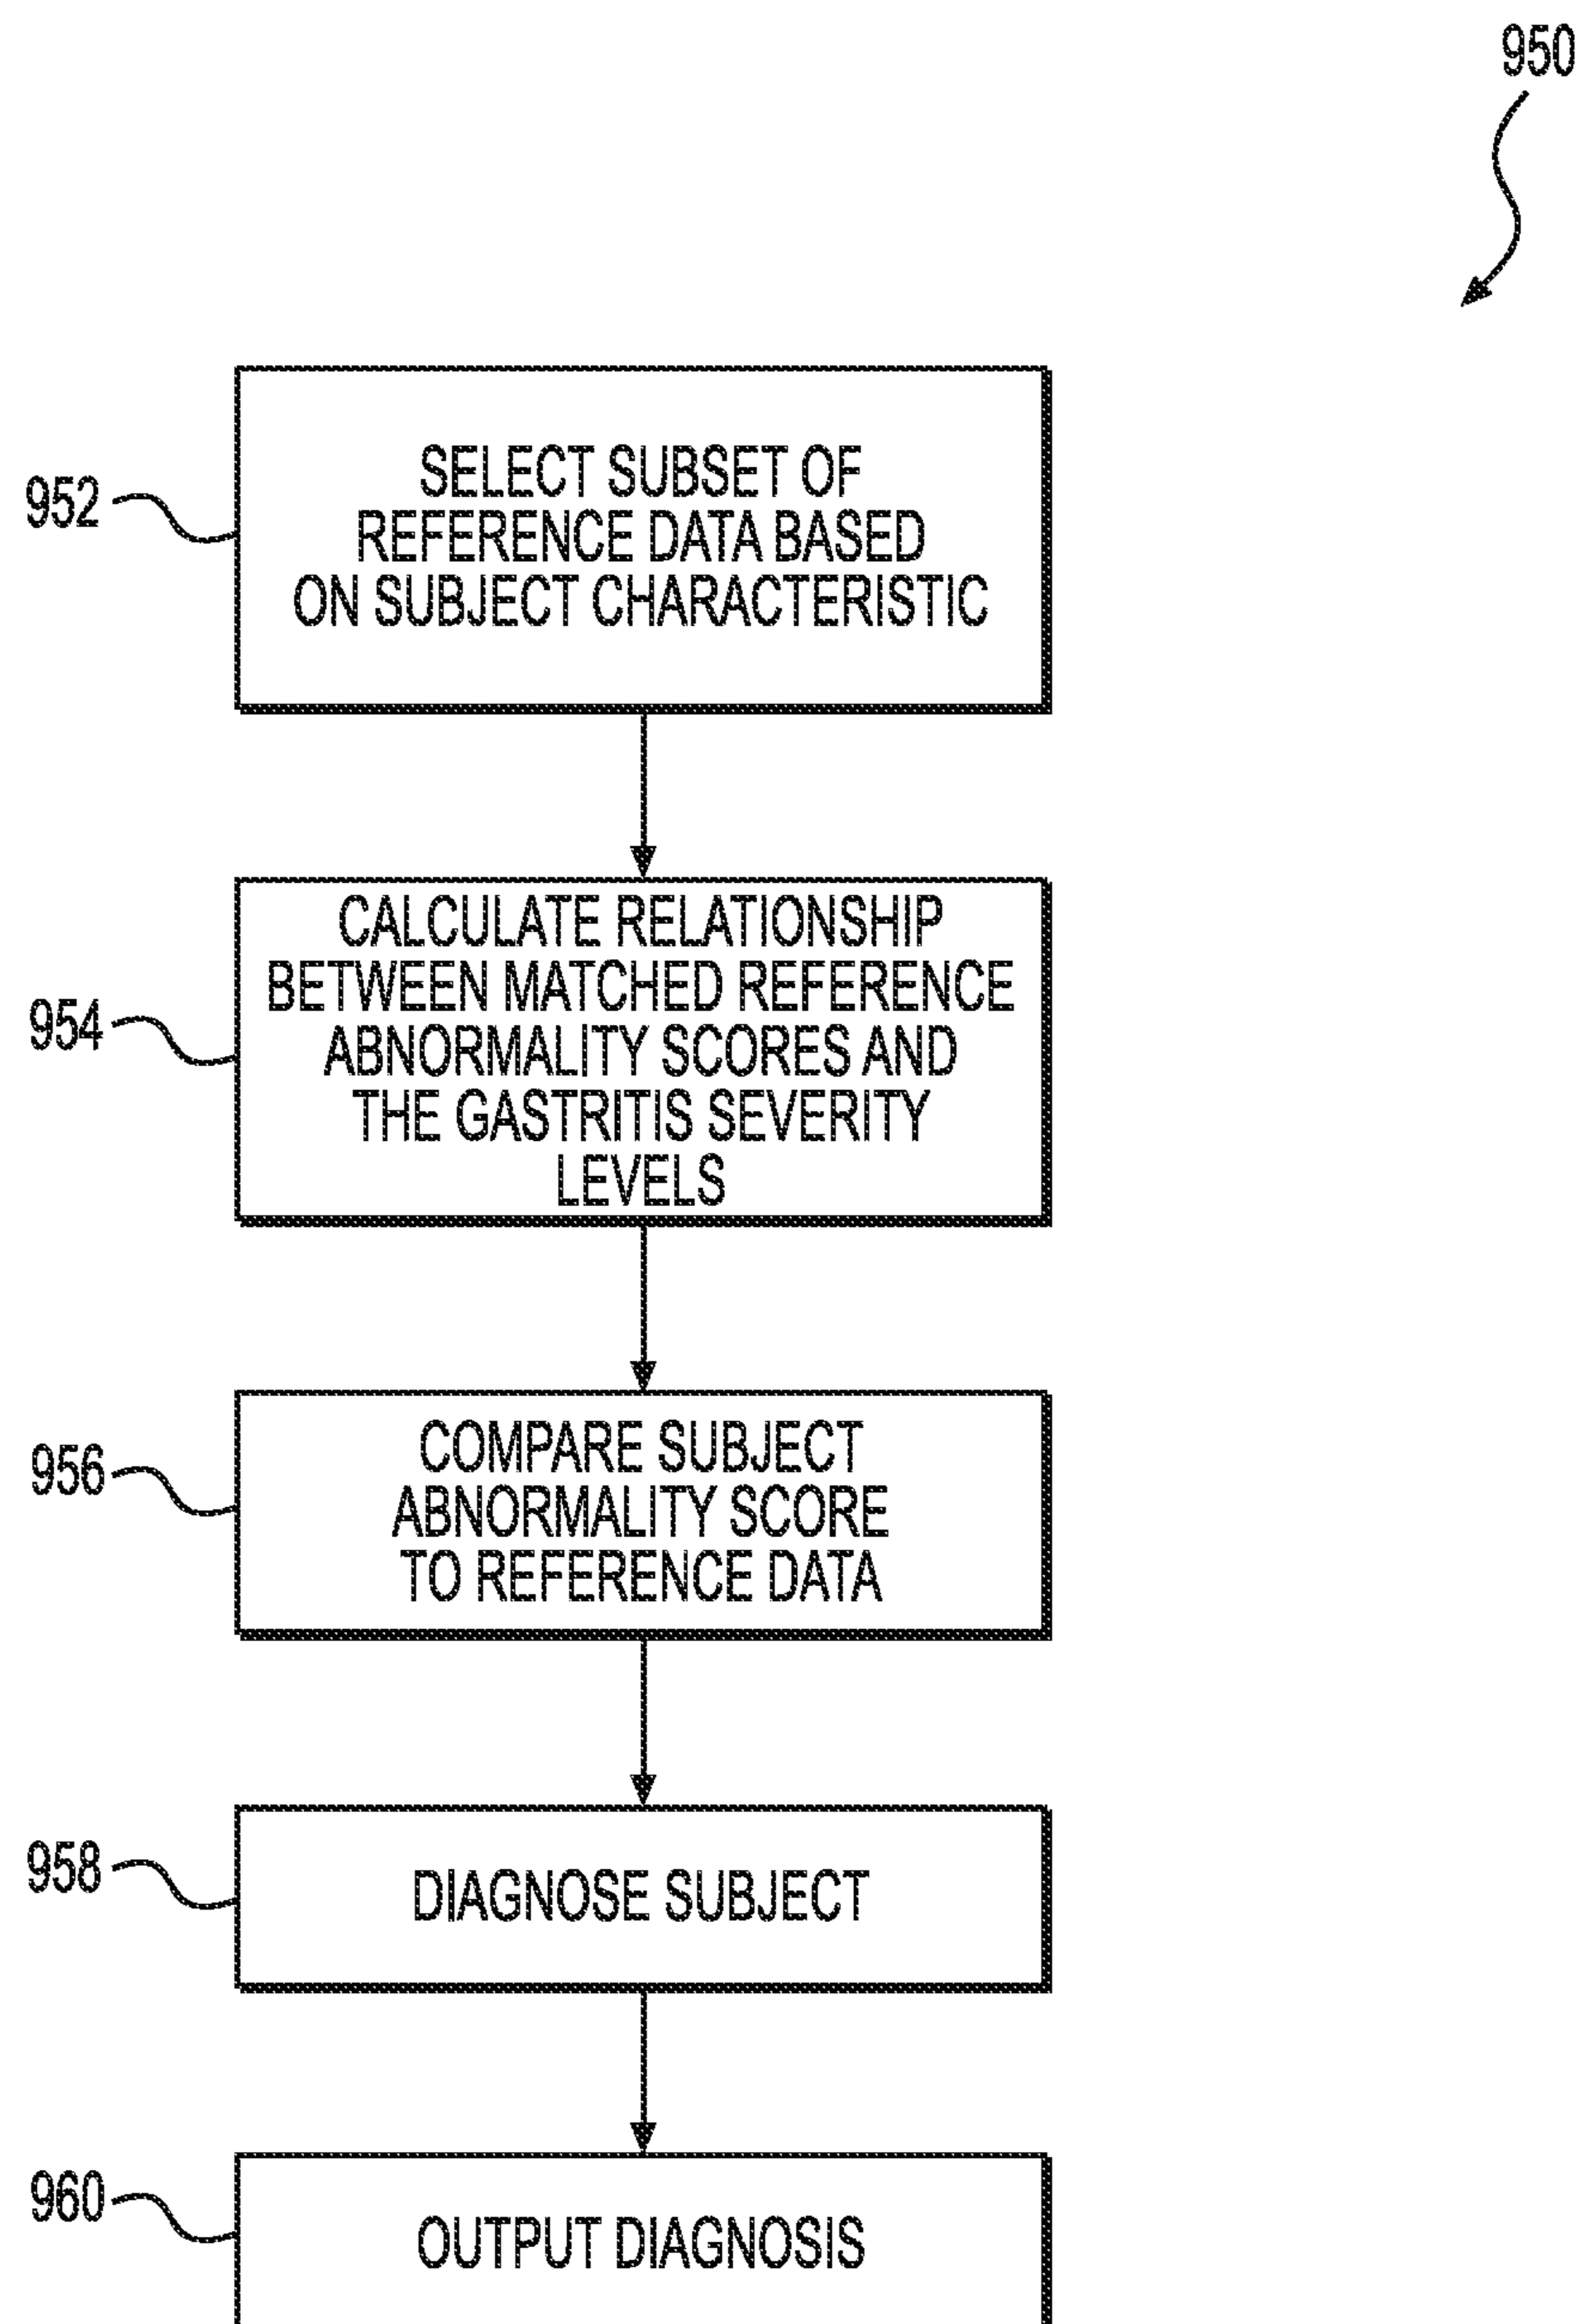 950
952
SELECT SUBSET OF
REFERENCE DATA BASED
ON SUBJECT CHARACTERISTIC
954
CALCULATE RELATIONSHIP
BETWEEN MATCHED REFERENCE
ABNORMALITY SCORES AND
THE GASTRITIS SEVERITY
LEVELS
956
COMPARE SUBJECT
ABNORMALITY SCORE
TO REFERENCE DATA
958
DIAGNOSE SUBJECT
960
OUTPUT DIAGNOSIS